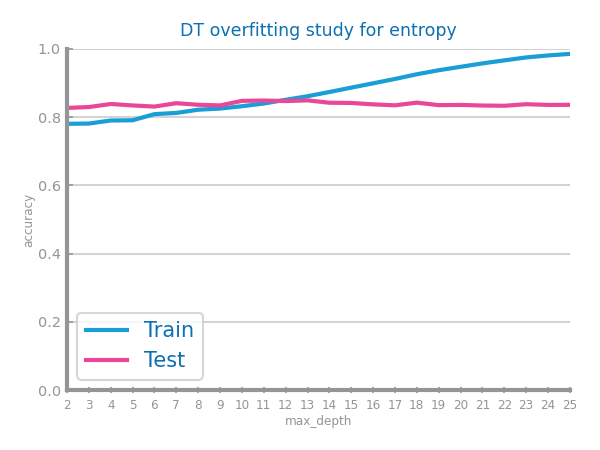 DT overfitting study for entropy
1.0
0.8
0.6
0.4
0.2
0.0
accuracy
Train
Test
2 3 4 5 6 7 8 9 10 11 12 13 14 15 16 17 18 19 20 21 22 23 24 25
max_depth